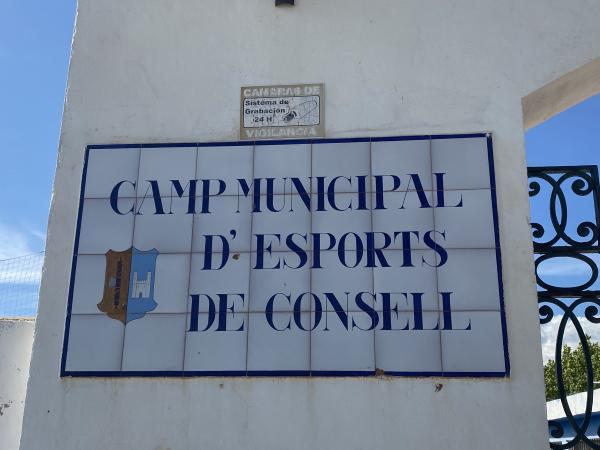 CAMARAS DE
Sistema de
Grabación
24 H
VIGILANCIA
CAMP MUNICIPAL
D'ESPORTS
DE CONSELL